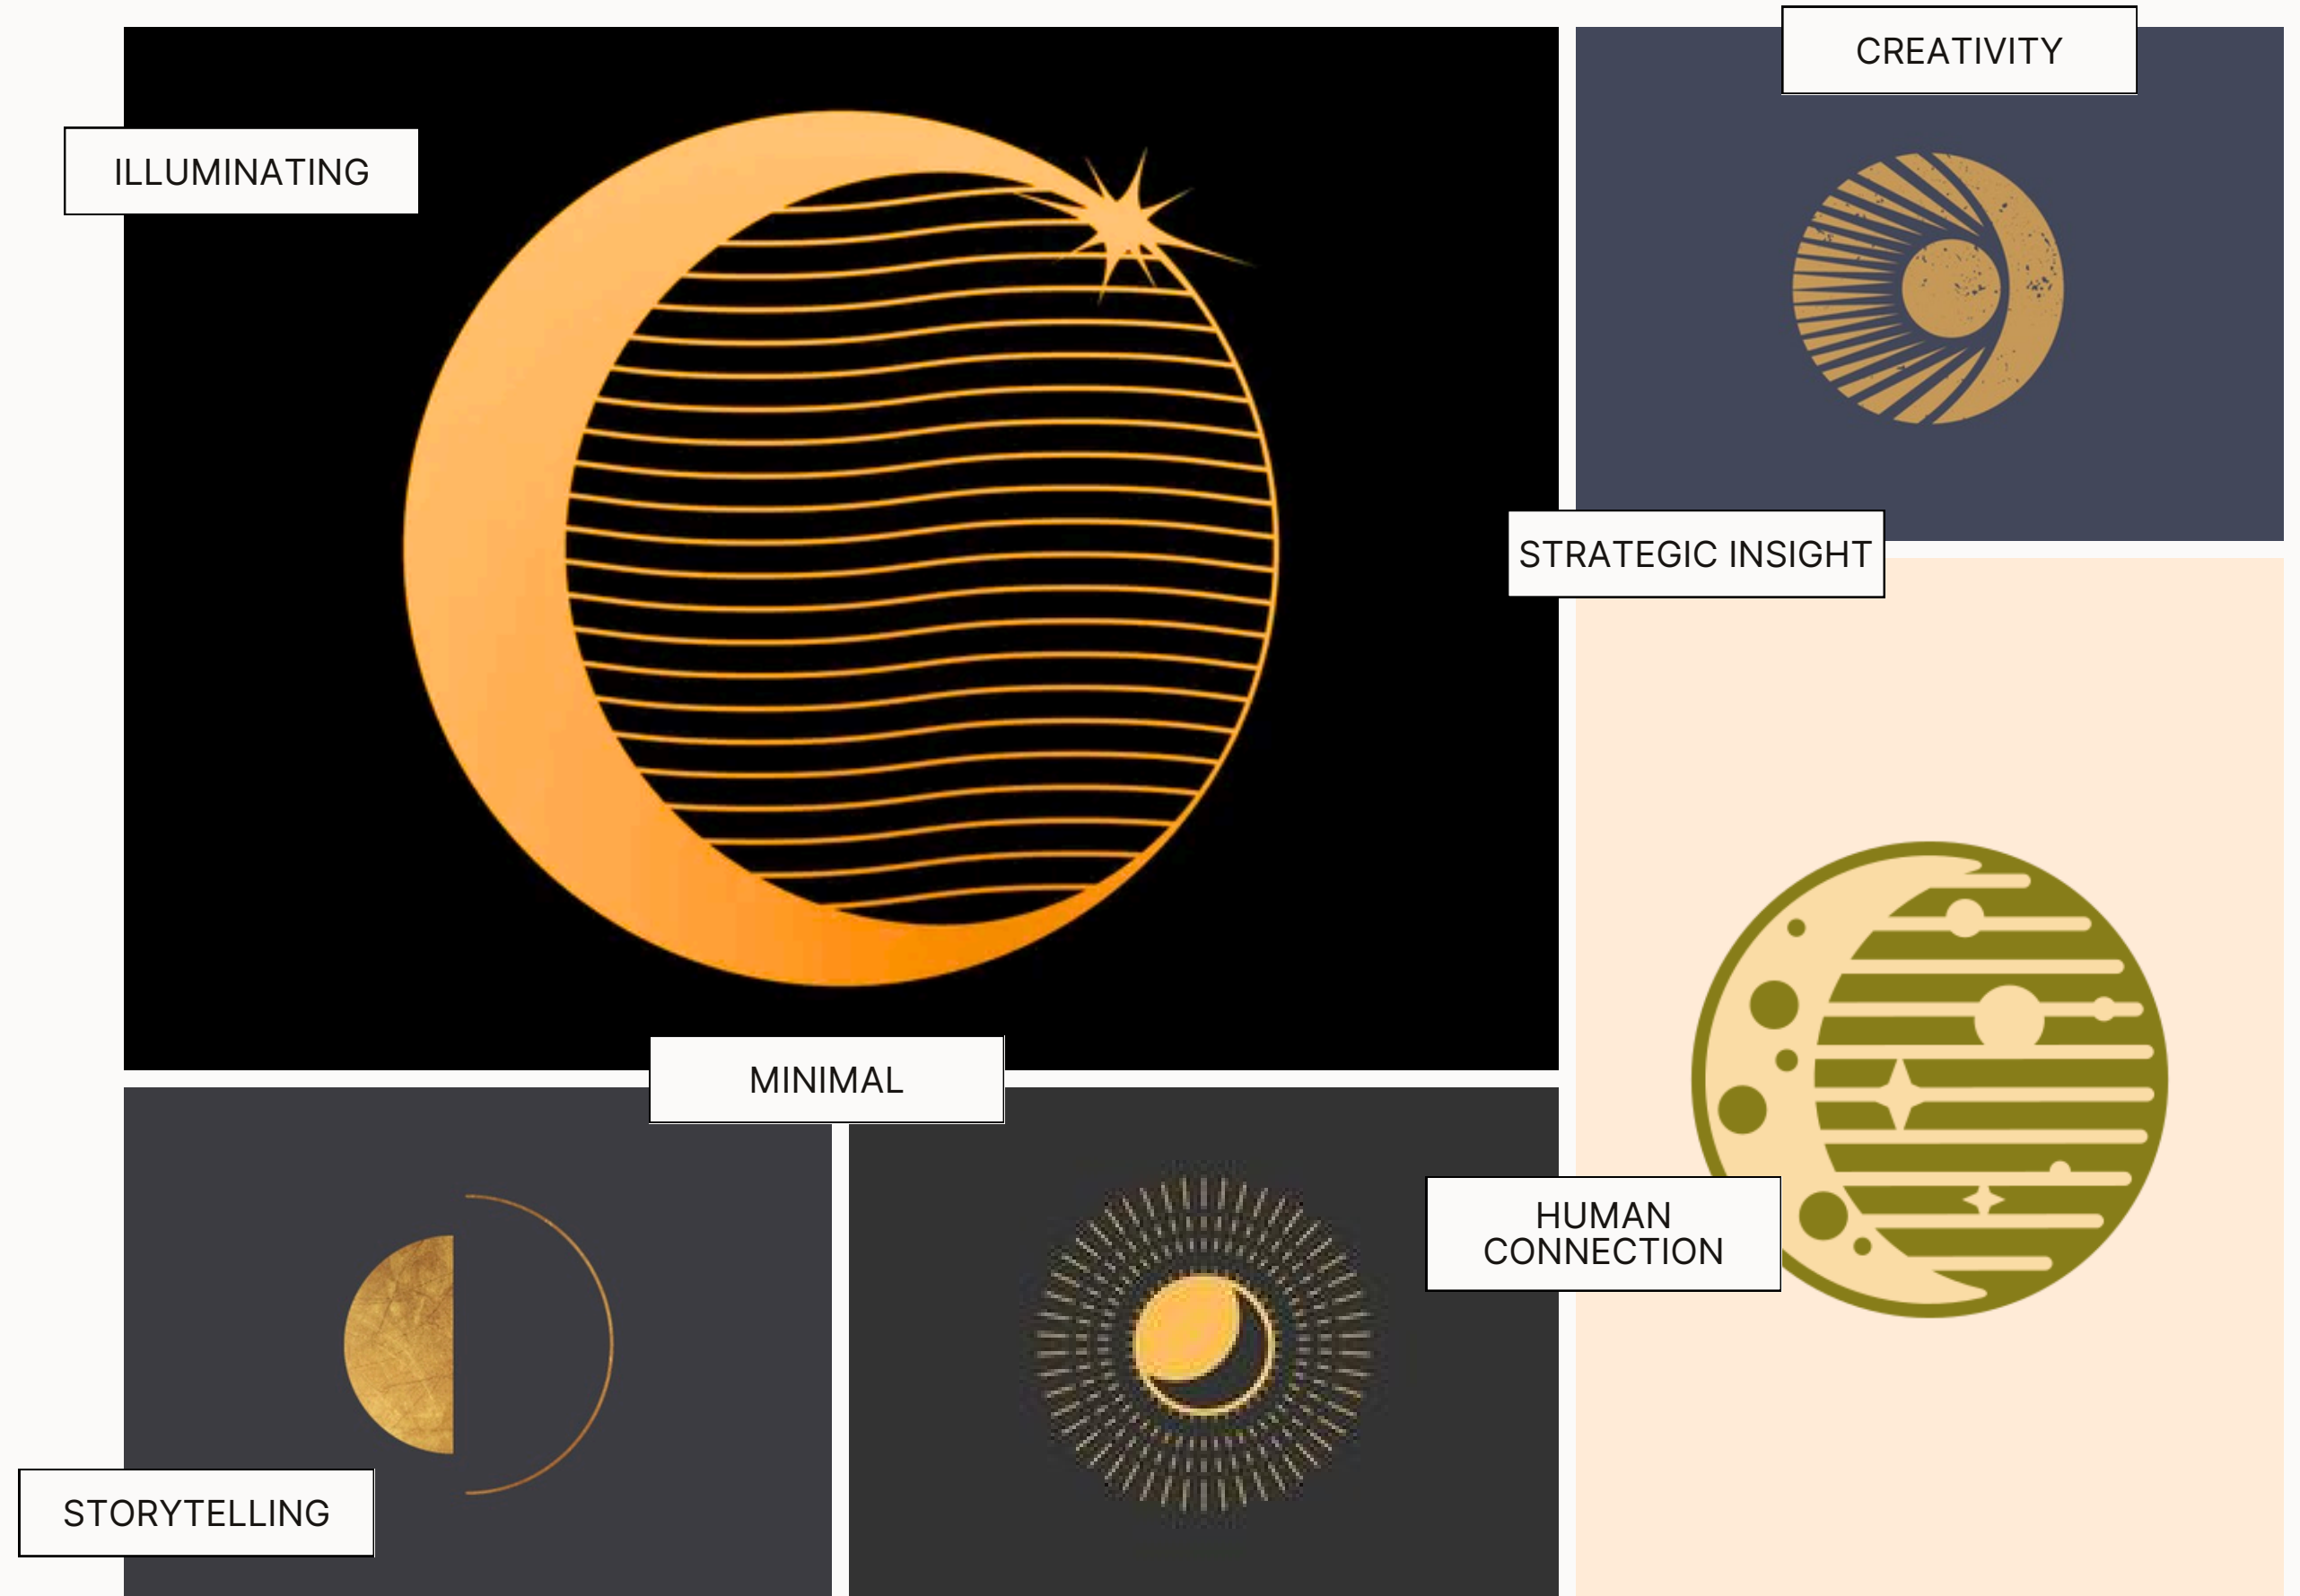 CREATIVITY
ILLUMINATING
STRATEGIC INSIGHT
MINIMAL
HUMAN
CONNECTION
STORYTELLING